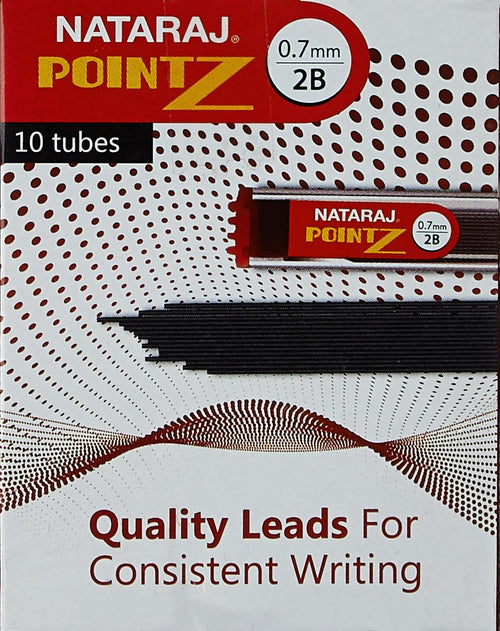 NATARAJ®
POINTZ
0.7mm
2B
10 tubes
NATARAJ®
POINTZ
0.7mm
2B
Quality Leads For
Consistent Writing